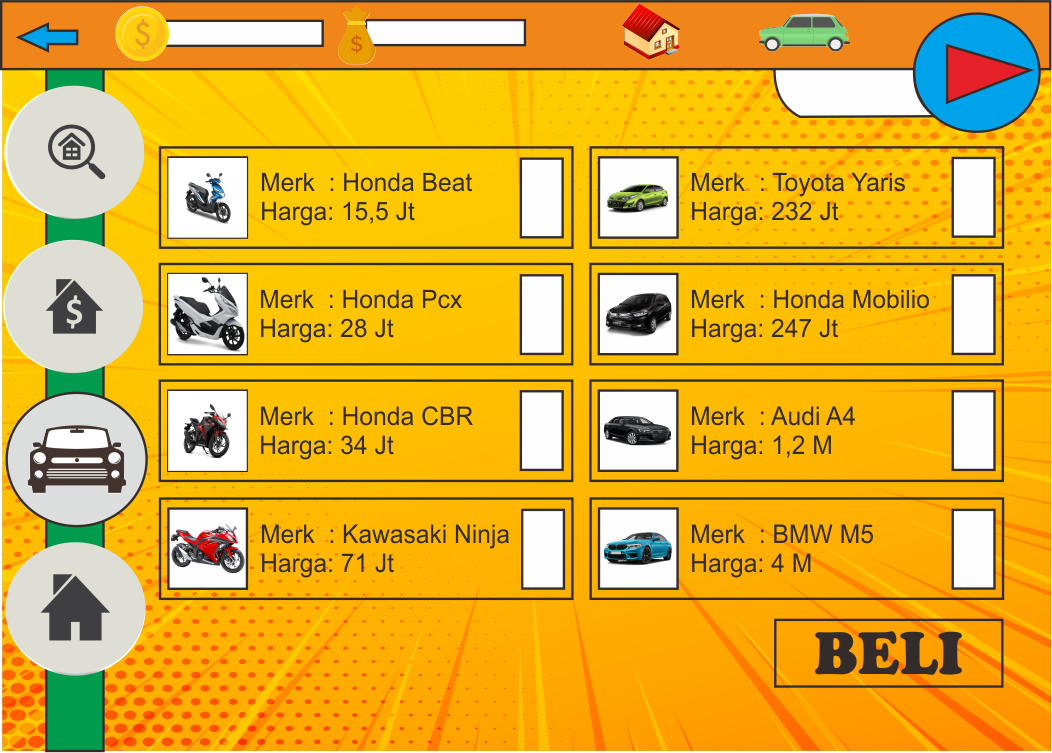 $
$
$
Merk : Honda Beat
Harga: 15,5 Jt
Merk : Toyota Yaris
Harga: 232 Jt
Merk : Honda Pcx
Harga: 28 Jt
Merk : Honda Mobilio
Harga: 247 Jt
Merk : Honda CBR
Harga: 34 Jt
Merk : Audi A4
Harga: 1,2 M
Merk : Kawasaki Ninja
Harga: 71 Jt
Merk : BMW M5
Harga: 4 M
BELI